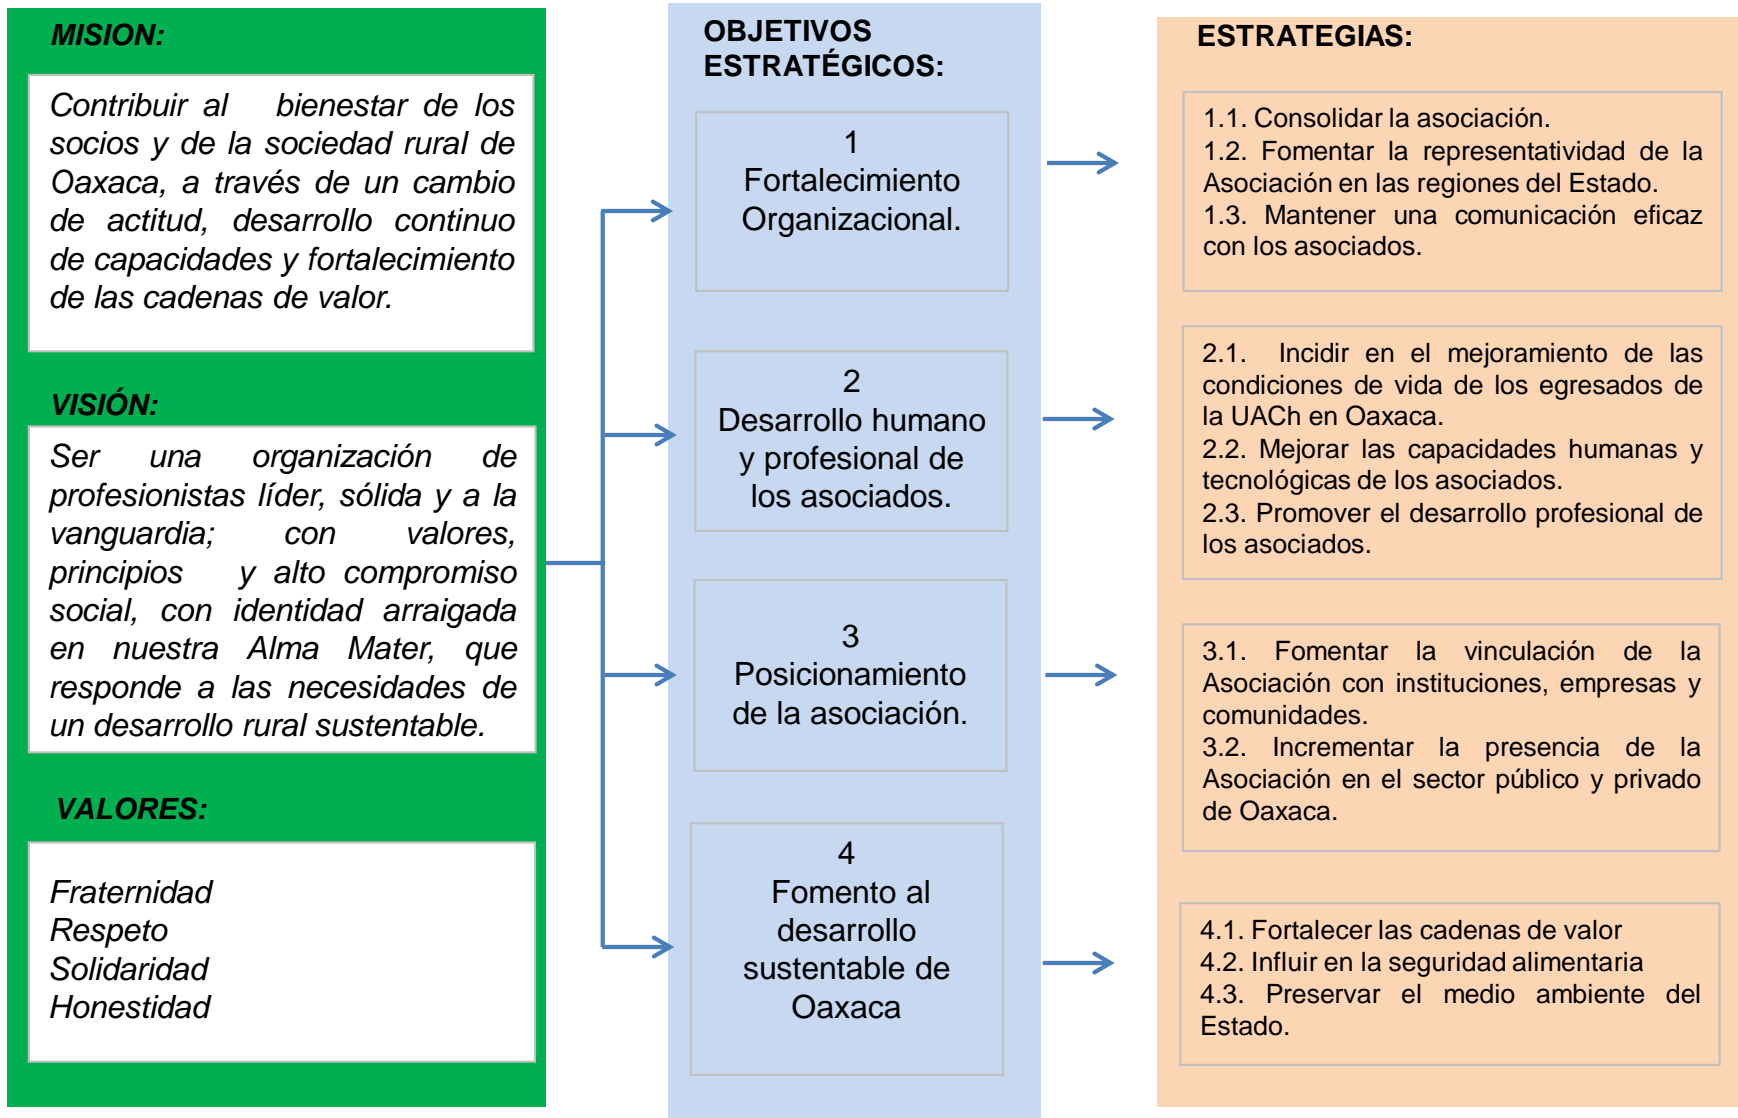 MISION:
Contribuir al bienestar de los
socios y de la sociedad rural de
Oaxaca, a través de un cambio
de actitud, desarrollo continuo
de capacidades y fortalecimiento
de las cadenas de valor.
VISIÓN:
Ser una organización de
profesionistas líder, sólida y a la
vanguardia; con valores,
principios y alto compromiso
social, con identidad arraigada
en nuestra Alma Mater, que
responde a las necesidades de
un desarrollo rural sustentable.
VALORES:
Fraternidad
Respeto
Solidaridad
Honestidad
OBJETIVOS
ESTRATÉGICOS:
1
Fortalecimiento
Organizacional.
2
Desarrollo humano
y profesional de
los asociados.
3
Posicionamiento
de la asociación.
4
Fomento al
desarrollo
sustentable de
Oaxaca
ESTRATEGIAS:
1.1. Consolidar la asociación.
1.2. Fomentar la representatividad de la
Asociación en las regiones del Estado.
1.3. Mantener una comunicación eficaz
con los asociados.
2.1. Incidir en el mejoramiento de las
condiciones de vida de los egresados de
la UACh en Oaxaca.
2.2. Mejorar las capacidades humanas y
tecnológicas de los asociados.
2.3. Promover el desarrollo profesional de
los asociados.
3.1. Fomentar la vinculación de la
Asociación con instituciones, empresas y
comunidades.
3.2. Incrementar la presencia de la
Asociación en el sector público y privado
de Oaxaca.
4.1. Fortalecer las cadenas de valor
4.2. Influir en la seguridad alimentaria
4.3. Preservar el medio ambiente del
Estado.